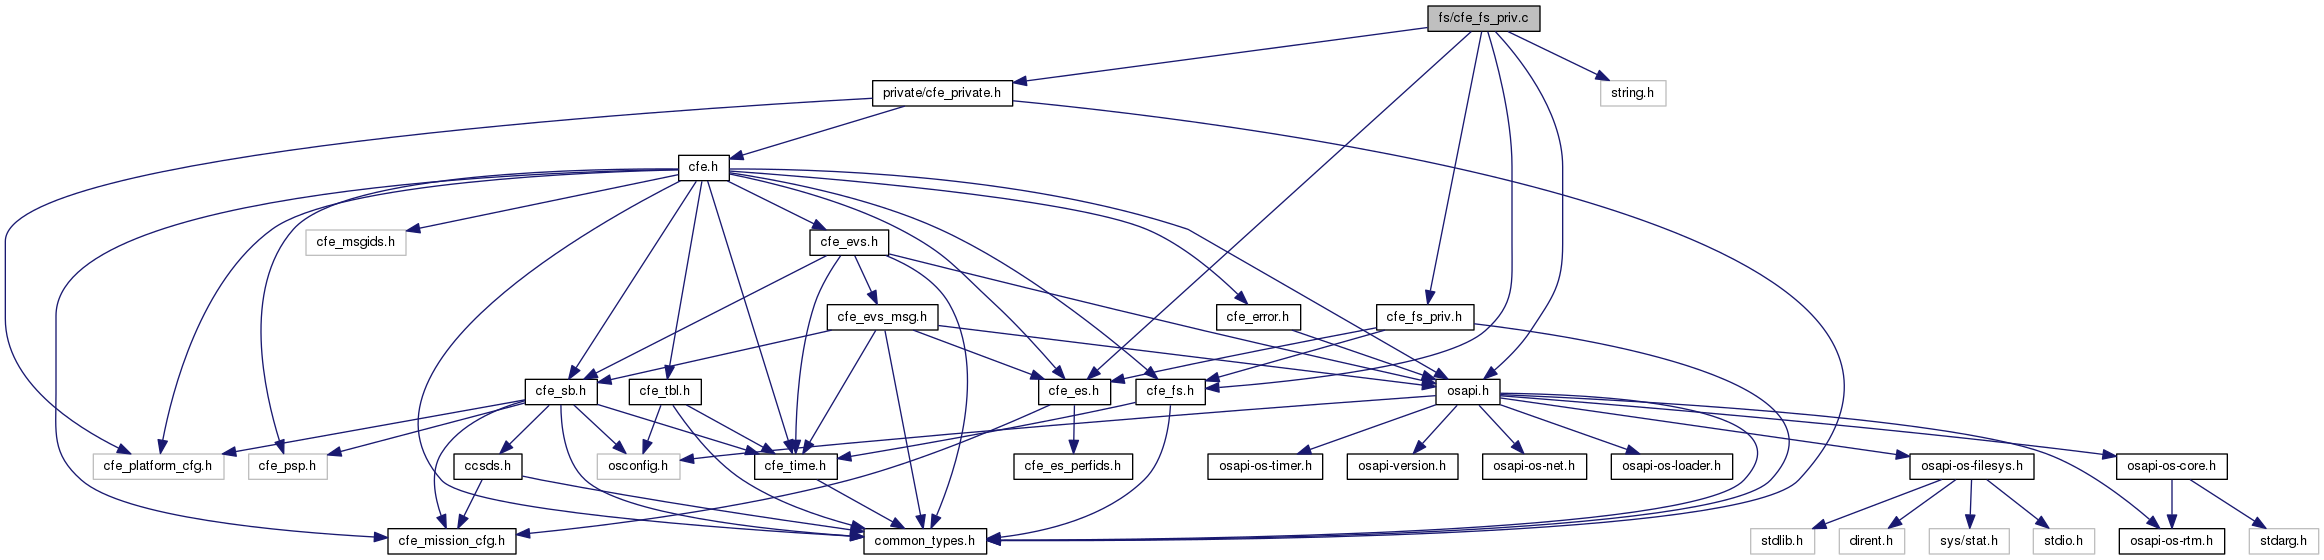 fs/cfe_fs_priv.c
private/cfe_private.h
string.h
cfe.h
cfe_msgids.h
cfe_evs.h
cfe_evs_msg.h
cfe_error.h
cfe_fs_priv.h
cfe_sb.h
cfe_tbl.h
cfe_es.h
cfe_fs.h
osapi.h
cfe_platform_cfg.h
cfe_psp.h
ccsds.h
osconfig.h
cfe_time.h
cfe_es_perfids.h
osapi-os-timer.h
osapi-version.h
osapi-os-net.h
osapi-os-loader.h
osapi-os-filesys.h
osapi-os-core.h
cfe_mission_cfg.h
common_types.h
stdlib.h
dirent.h
sys/stat.h
stdio.h
osapi-os-rtm.h
stdarg.h